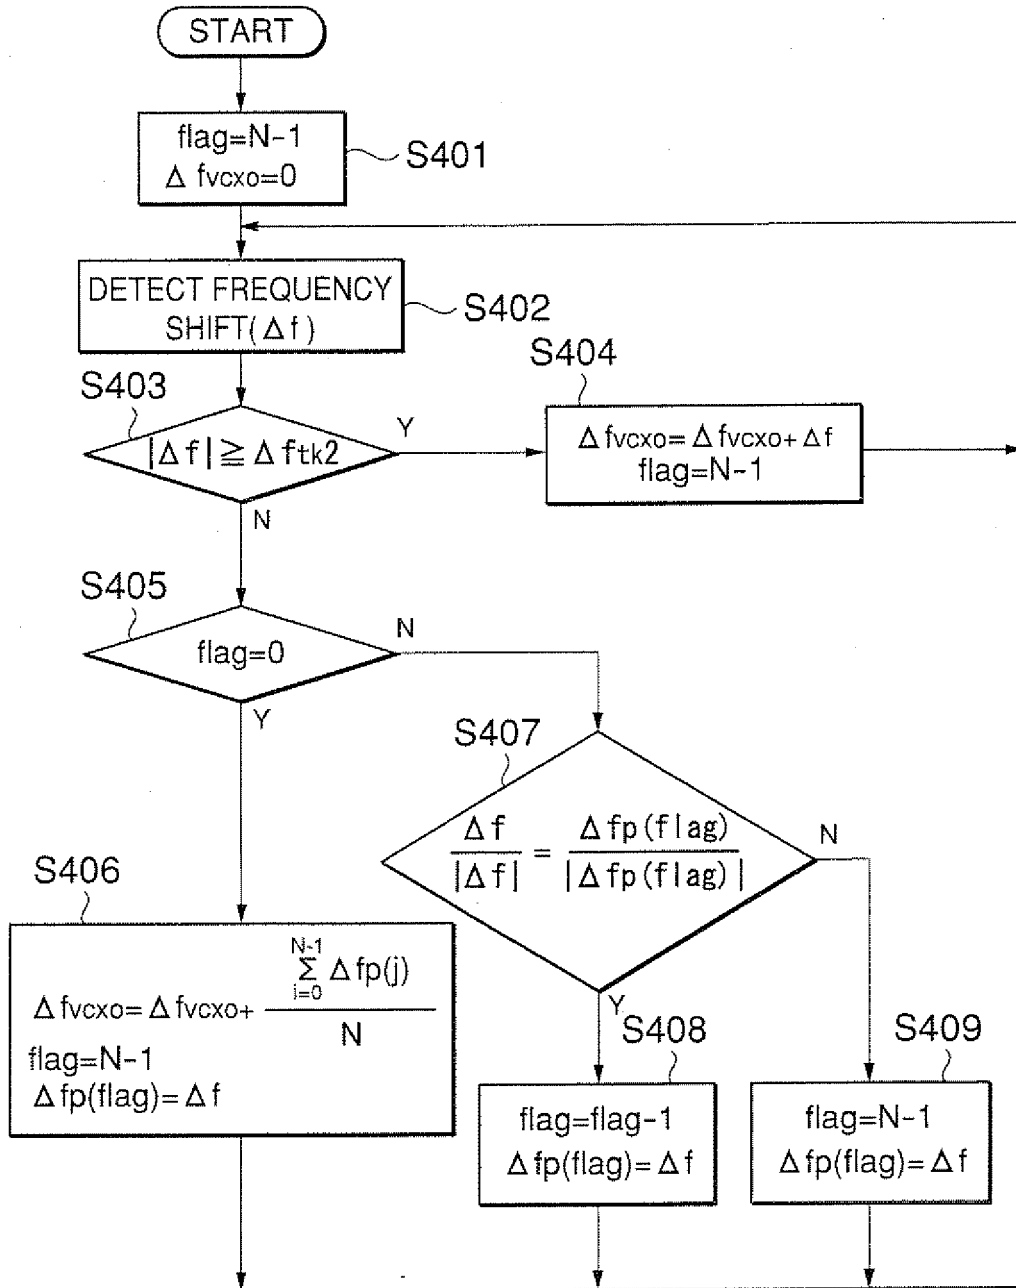 START
flag=N-1
Δ fvcxo=0
S401
DETECT FREQUENCY
SHIFT(Δf)
S402
S403
|Δf| ≧ Δftk2
Y
N
S404
Δfvcxo= Δfvcxo+ Δf
flag=N-1
S405
flag=0
N
Y
S407
Δf / |Δf| = Δfp(flag) / |Δfp(flag)|
N
Y
S406
Δfvcxo= Δfvcxo+ N-1 Σ i=0 Δfp(j) / N
flag=N-1
Δfp(flag)= Δf
S408
flag=flag-1
Δfp(flag)= Δf
S409
flag=N-1
Δfp(flag)= Δf